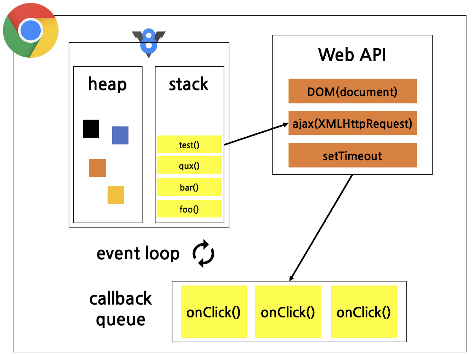 heap
stack
test()
qux()
bar()
foo()
Web API
DOM(document)
ajax(XMLHttpRequest)
setTimeout
event loop
callback
queue
onClick()
onClick()
onClick()